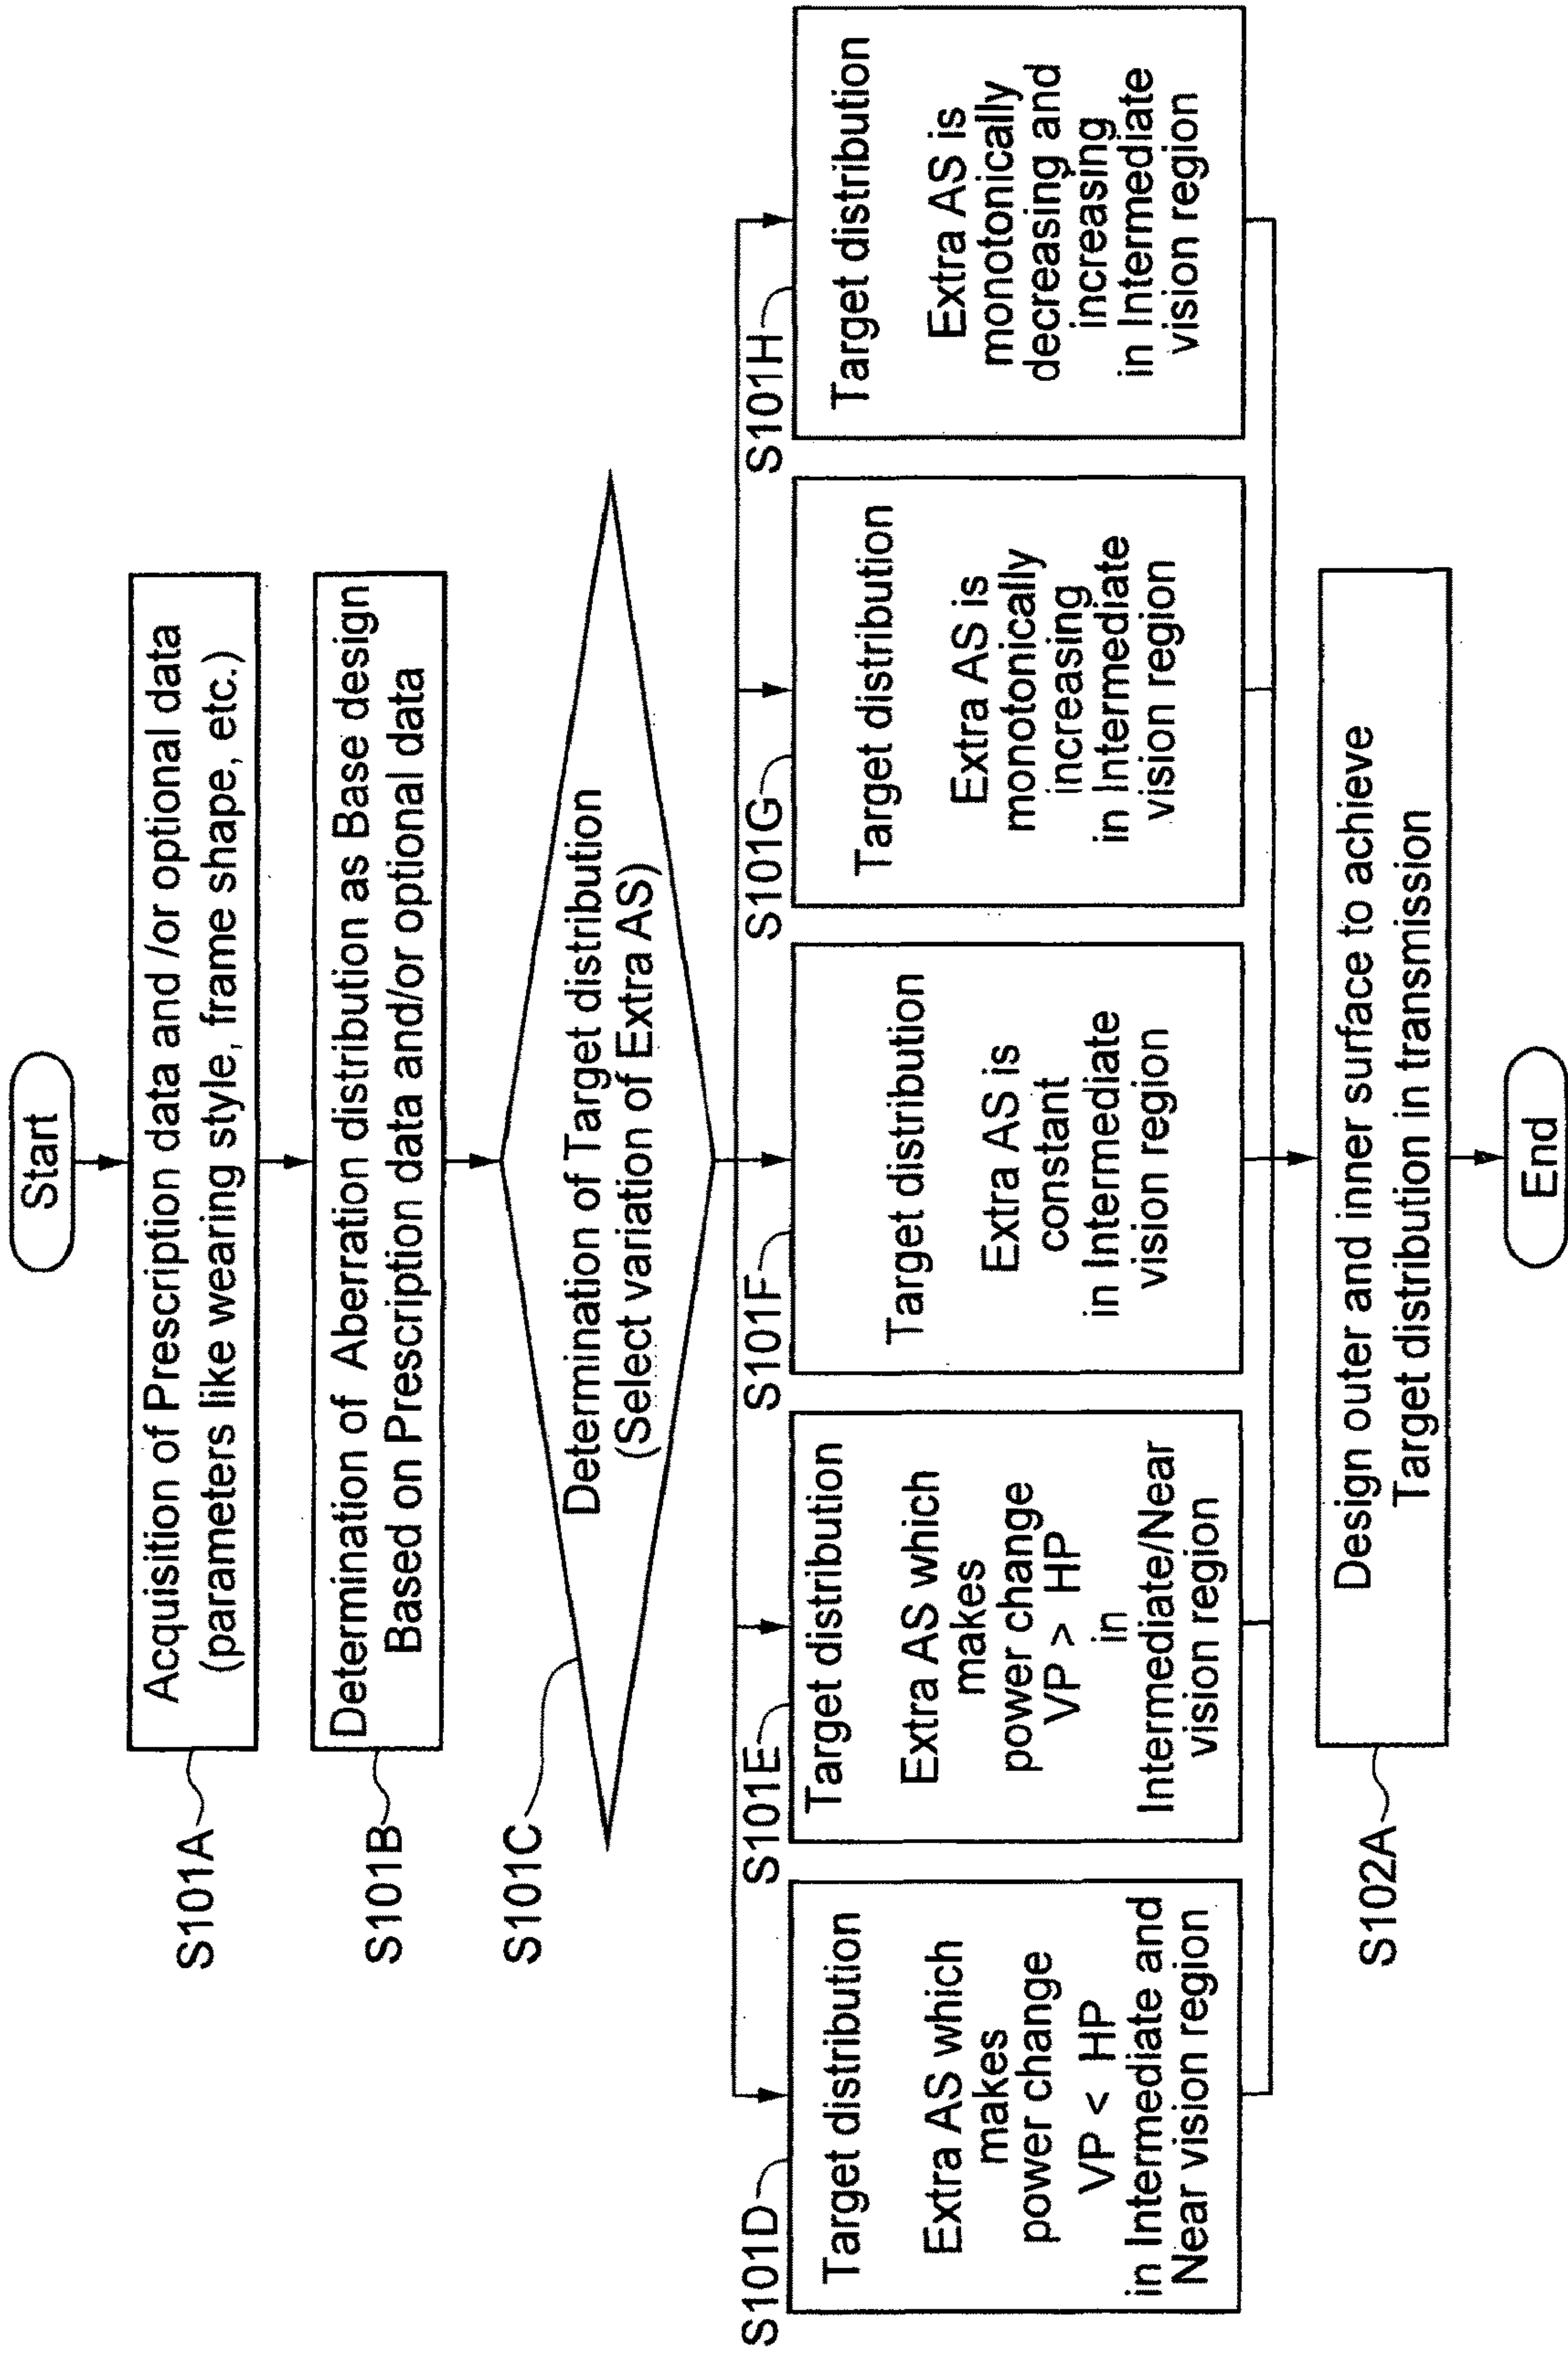 Start
S101A
Acquisition of Prescription data and /or optional data
(parameters like wearing style, frame shape, etc.)
S101B
Determination of Aberration distribution as Base design
Based on Prescription data and/or optional data
S101C
Determination of Target distribution
(Select variation of Extra AS)
S101D
Target distribution
Extra AS which
makes
power change
VP < HP
in Intermediate and
Near vision region
S101E
Target distribution
Extra AS which
makes
power change
VP > HP
in
Intermediate/Near
vision region
S101F
Target distribution
Extra AS is
constant
in Intermediate
vision region
S101G
Target distribution
Extra AS is
monotonically
increasing
in Intermediate
vision region
S101H
Target distribution
Extra AS is
monotonically
decreasing and
increasing
in Intermediate
vision region
S102A
Design outer and inner surface to achieve
Target distribution in transmission
End